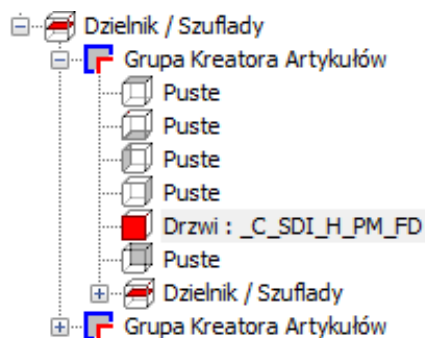 Dzielnik / Szuflady
Grupa Kreatora Artykułów
Puste
Puste
Puste
Puste
Drzwi : _C_SDI_H_PM_FD
Puste
Dzielnik / Szuflady
Grupa Kreatora Artykułów